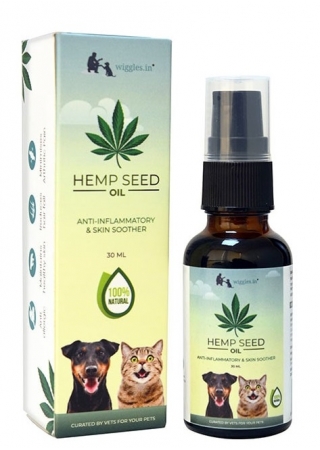 wiggles.in
HEMP SEED
OIL
ANTI-INFLAMMATORY
& SKIN SOOTHER
30 ML
100%
NATURAL
CURATED BY VETS FOR YOUR PETS
wiggles.in
HEMP SEED
OIL
ANTI-INFLAMMATORY & SKIN SOOTHER
30 ML